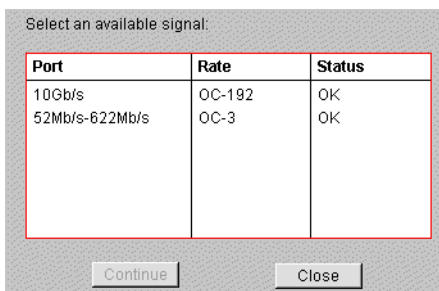 Select an available signal:
Port Rate Status
10Gb/s OC-192 OK
52Mb/s-622Mb/s OC-3 OK
Continue Close